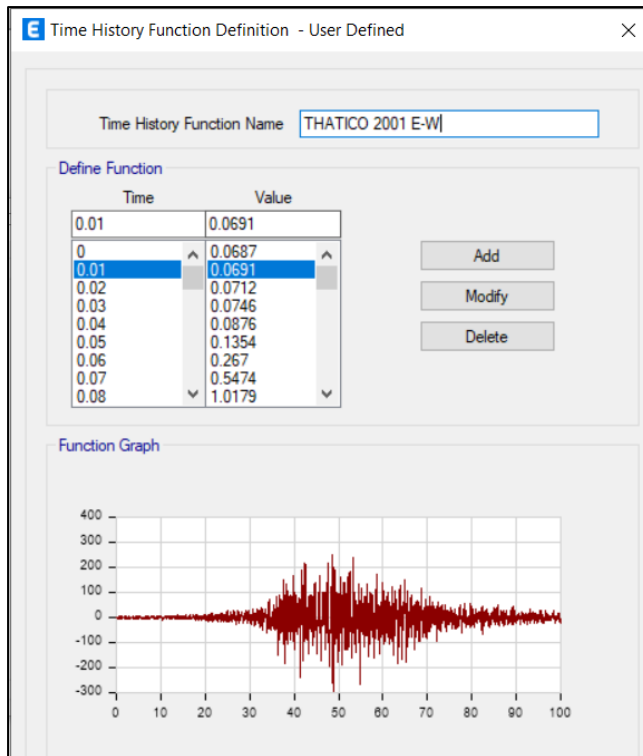 E Time History Function Definition - User Defined
Time History Function Name THATICO 2001 E-W
Define Function
Time Value
0.01 0.0691
0 0.0687
0.01 0.0691
0.02 0.0712
0.03 0.0746
0.04 0.0876
0.05 0.1354
0.06 0.267
0.07 0.5474
0.08 1.0179
Add
Modify
Delete
Function Graph
400
300
200
100
0
-100
-200
-300
0 10 20 30 40 50 60 70 80 90 100